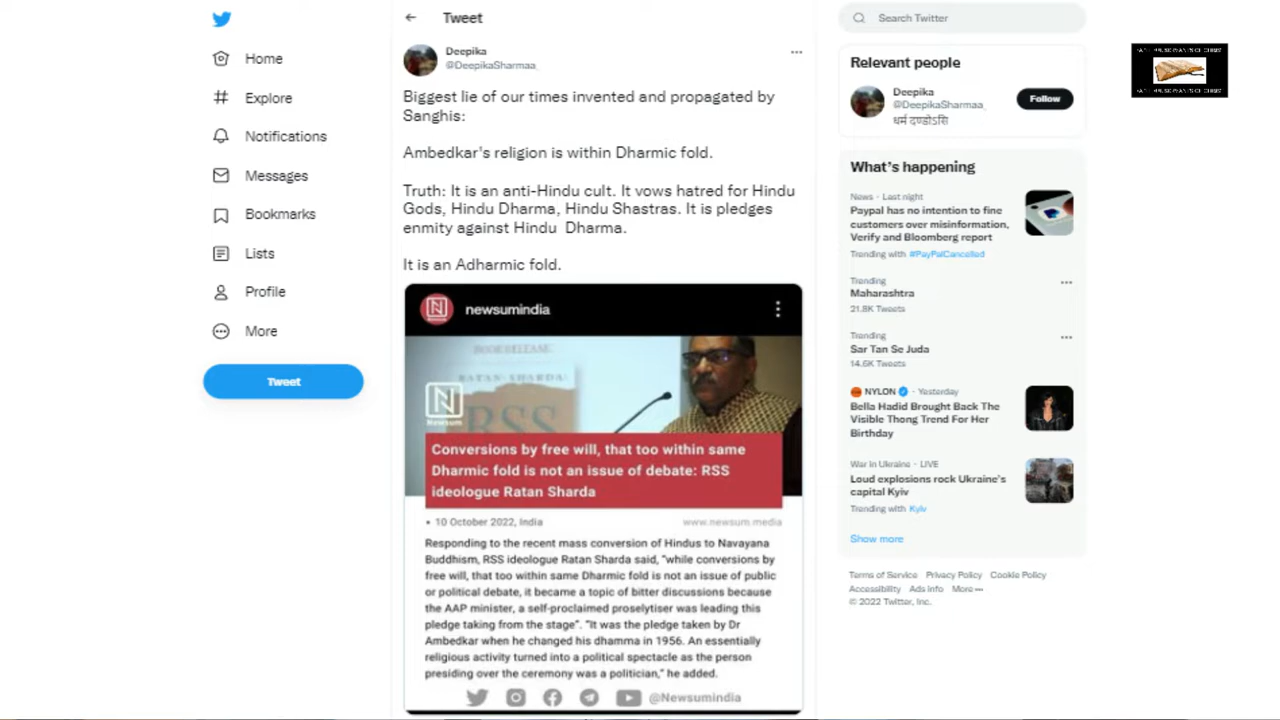 Home
Explore
Notifications
Messages
Bookmarks
Lists
Profile
More
Tweet
Tweet
Deepika
@DeepikaSharmaa_
Biggest lie of our times invented and propagated by
Sanghis:
Ambedkar's religion is within Dharmic fold.
Truth: It is an anti-Hindu cult. It vows hatred for Hindu
Gods, Hindu Dharma, Hindu Shastras. It is pledges
enmity against Hindu Dharma.
It is an Adharmic fold.
newsumindia
BOOK RELEASE
RATAN SHARDA
RSS
Newsum
Conversions by free will, that too within same
Dharmic fold is not an issue of debate: RSS
ideologue Ratan Sharda
• 10 October 2022, India
www.newsum.media
Responding to the recent mass conversion of Hindus to Navayana
Buddhism, RSS ideologue Ratan Sharda said, "while conversions by
free will, that too within same Dharmic fold is not an issue of public
or political debate, it became a topic of bitter discussions because
the AAP minister, a self-proclaimed proselytiser was leading this
pledge taking from the stage". "It was the pledge taken by Dr
Ambedkar when he changed his dhamma in 1956. An essentially
religious activity turned into a political spectacle as the person
presiding over the ceremony was a politician," he added.
@Newsumindia
Search Twitter
Relevant people
Deepika
@DeepikaSharmaa_
Follow
धर्म दण्डोऽसि
What's happening
News · Last night
Paypal has no intention to fine
customers over misinformation,
Verify and Bloomberg report
Trending with #PayPalCancelled
Trending
Maharashtra
21.8K Tweets
Trending
Sar Tan Se Juda
14.6K Tweets
NYLON · Yesterday
Bella Hadid Brought Back The
Visible Thong Trend For Her
Birthday
War in Ukraine · LIVE
Loud explosions rock Ukraine's
capital Kyiv
Trending with Kyiv
Show more
Terms of Service Privacy Policy Cookie Policy
Accessibility Ads info More ···
© 2022 Twitter, Inc.